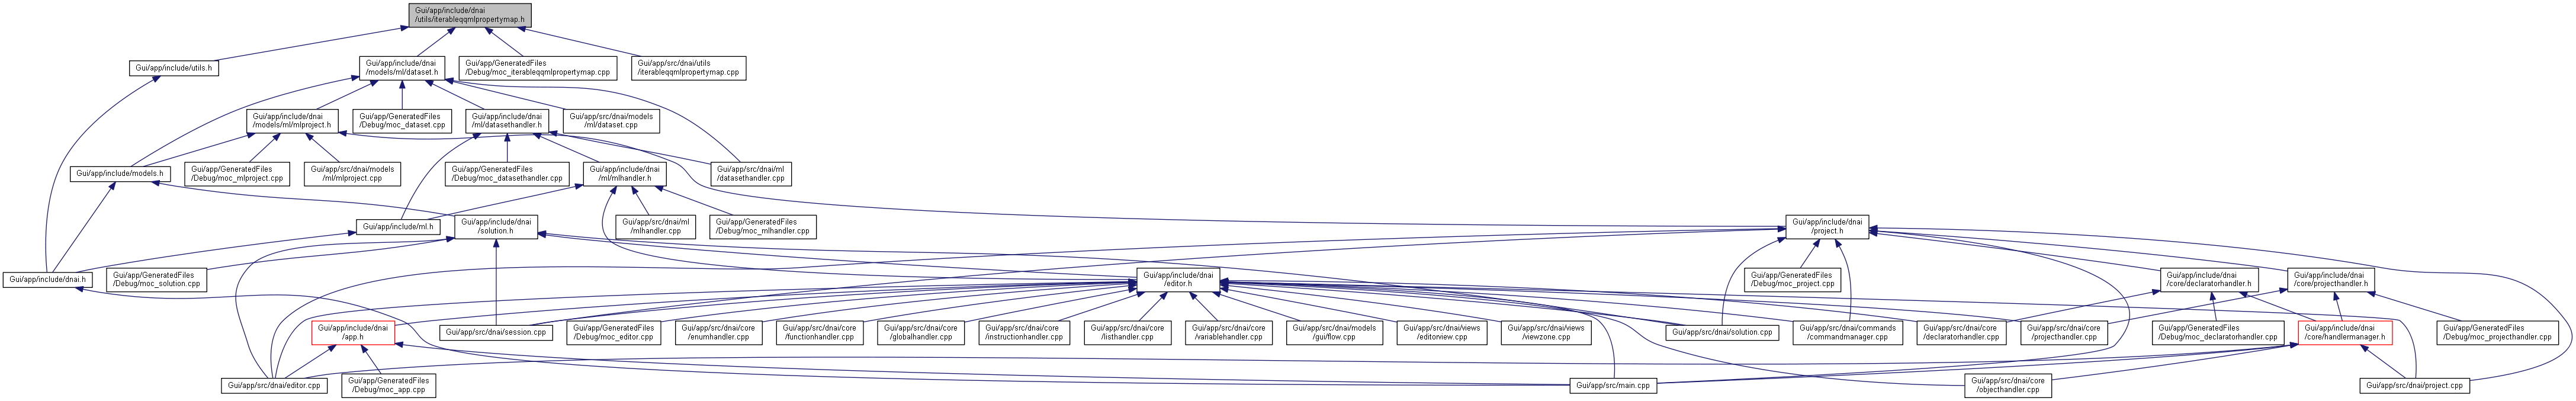 Gui/app/include/dnai
/utils/iterableqqmlpropertymap.h
Gui/app/include/utils.h
Gui/app/include/dnai
/models/ml/dataset.h
Gui/app/GeneratedFiles
/Debug/moc_iterableqqmlpropertymap.cpp
Gui/app/src/dnai/utils
/iterableqqmlpropertymap.cpp
Gui/app/include/dnai
/models/ml/mlproject.h
Gui/app/GeneratedFiles
/Debug/moc_dataset.cpp
Gui/app/include/dnai
/ml/datasethandler.h
Gui/app/src/dnai/models
/ml/dataset.cpp
Gui/app/include/models.h
Gui/app/GeneratedFiles
/Debug/moc_mlproject.cpp
Gui/app/src/dnai/models
/ml/mlproject.cpp
Gui/app/GeneratedFiles
/Debug/moc_datasethandler.cpp
Gui/app/include/dnai
/ml/mlhandler.h
Gui/app/src/dnai/ml
/datasethandler.cpp
Gui/app/include/ml.h
Gui/app/include/dnai
/solution.h
Gui/app/src/dnai/ml
/mlhandler.cpp
Gui/app/GeneratedFiles
/Debug/moc_mlhandler.cpp
Gui/app/include/dnai
/project.h
Gui/app/include/dnai.h
Gui/app/GeneratedFiles
/Debug/moc_solution.cpp
Gui/app/include/dnai
/editor.h
Gui/app/GeneratedFiles
/Debug/moc_project.cpp
Gui/app/include/dnai
/core/declaratorhandler.h
Gui/app/include/dnai
/core/projecthandler.h
Gui/app/include/dnai
/app.h
Gui/app/src/dnai/session.cpp
Gui/app/GeneratedFiles
/Debug/moc_editor.cpp
Gui/app/src/dnai/core
/enumhandler.cpp
Gui/app/src/dnai/core
/functionhandler.cpp
Gui/app/src/dnai/core
/globalhandler.cpp
Gui/app/src/dnai/core
/instructionhandler.cpp
Gui/app/src/dnai/core
/listhandler.cpp
Gui/app/src/dnai/core
/variablehandler.cpp
Gui/app/src/dnai/models
/gui/flow.cpp
Gui/app/src/dnai/views
/editorview.cpp
Gui/app/src/dnai/views
/viewzone.cpp
Gui/app/src/dnai/solution.cpp
Gui/app/src/dnai/commands
/commandmanager.cpp
Gui/app/src/dnai/core
/declaratorhandler.cpp
Gui/app/src/dnai/core
/projecthandler.cpp
Gui/app/GeneratedFiles
/Debug/moc_declaratorhandler.cpp
Gui/app/include/dnai
/core/handlermanager.h
Gui/app/GeneratedFiles
/Debug/moc_projecthandler.cpp
Gui/app/src/dnai/editor.cpp
Gui/app/GeneratedFiles
/Debug/moc_app.cpp
Gui/app/src/main.cpp
Gui/app/src/dnai/core
/objecthandler.cpp
Gui/app/src/dnai/project.cpp